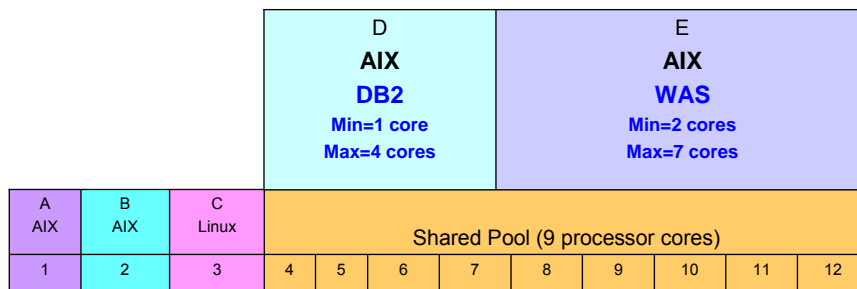 D
AIX
DB2
Min=1 core
Max=4 cores
E
AIX
WAS
Min=2 cores
Max=7 cores
A
AIX
B
AIX
C
Linux
Shared Pool (9 processor cores)
1 2 3 4 5 6 7 8 9 10 11 12